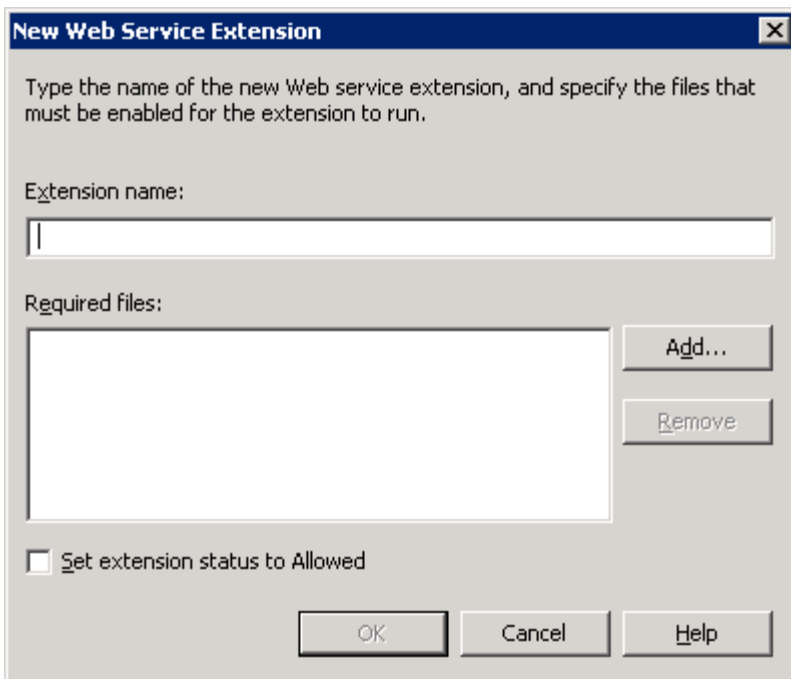 New Web Service Extension
Type the name of the new Web service extension, and specify the files that
must be enabled for the extension to run.
Extension name:
Required files:
Add...
Remove
Set extension status to Allowed
OK
Cancel
Help